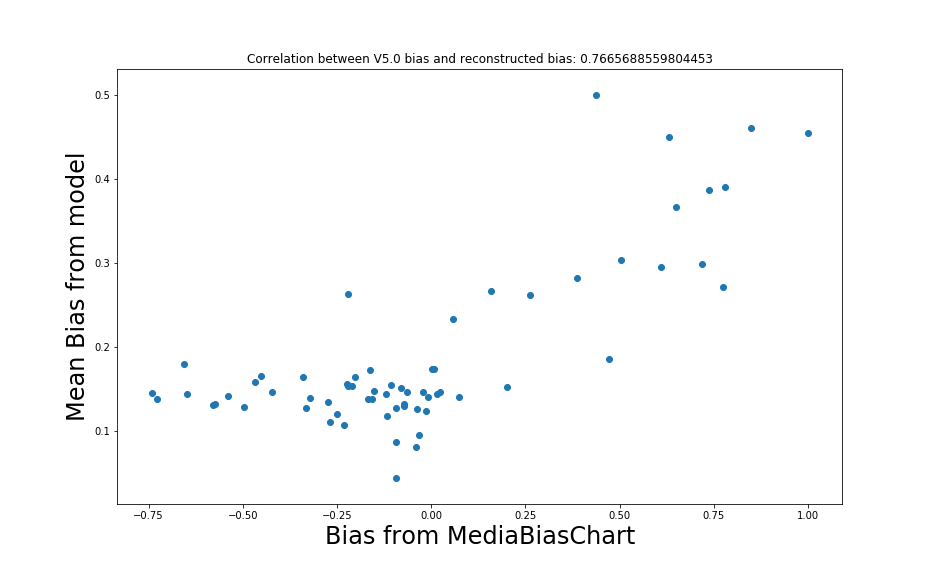 Correlation between V5.0 bias and reconstructed bias: 0.7665688559804453
Mean Bias from model
0.5
0.4
0.3
0.2
0.1
−0.75 −0.50 −0.25 0.00 0.25 0.50 0.75 1.00
Bias from MediaBiasChart